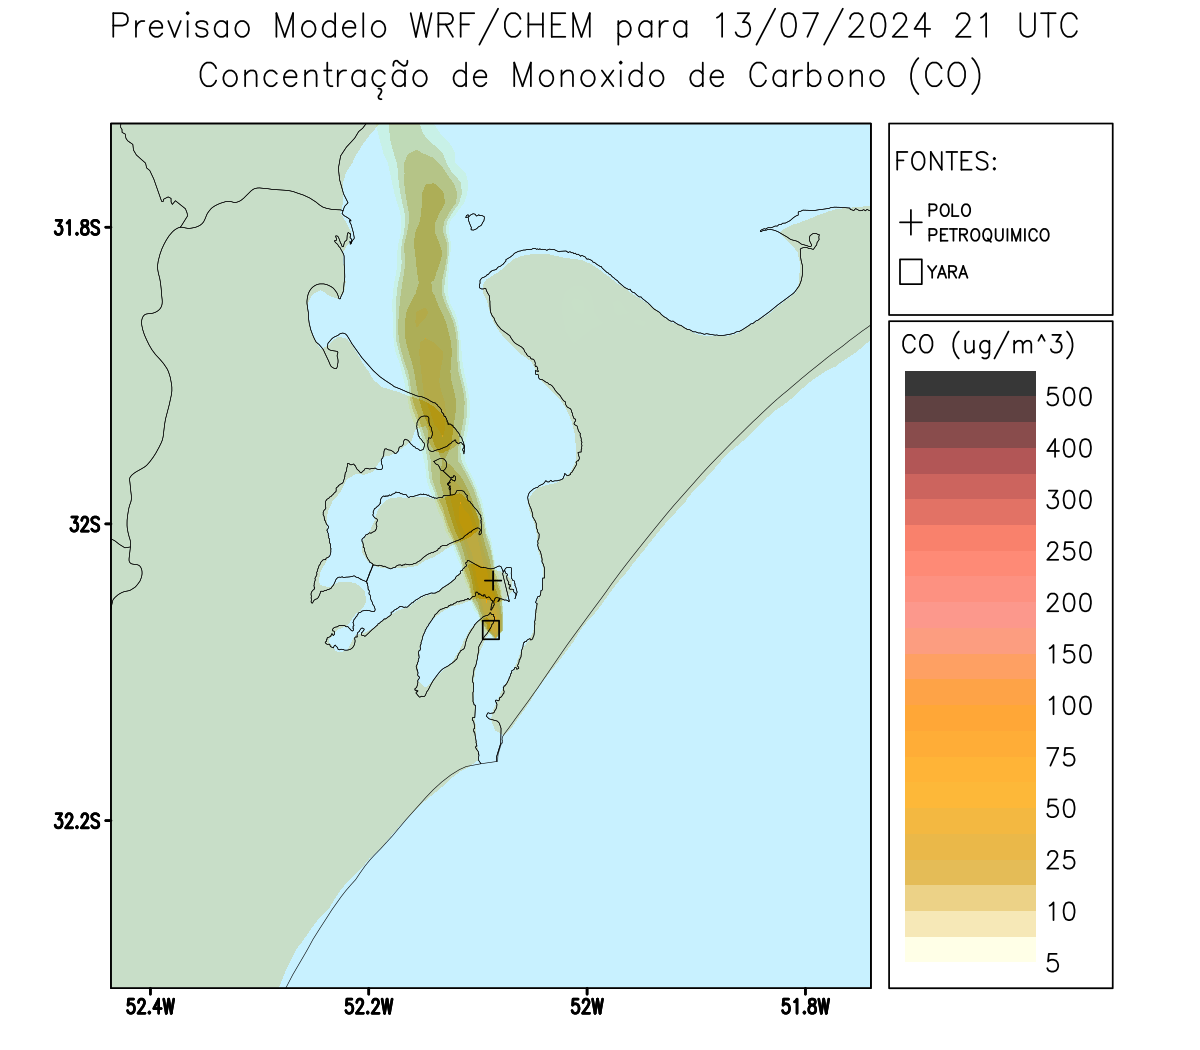 Previsao Modelo WRF/CHEM para 13/07/2024 21 UTC
Concentração de Monoxido de Carbono (CO)
FONTES:
POLO
PETROQUIMICO
YARA
CO (ug/m^3)
500
400
300
250
200
150
100
75
50
25
10
5
31.8S
32S
32.2S
52.4W
52.2W
52W
51.8W